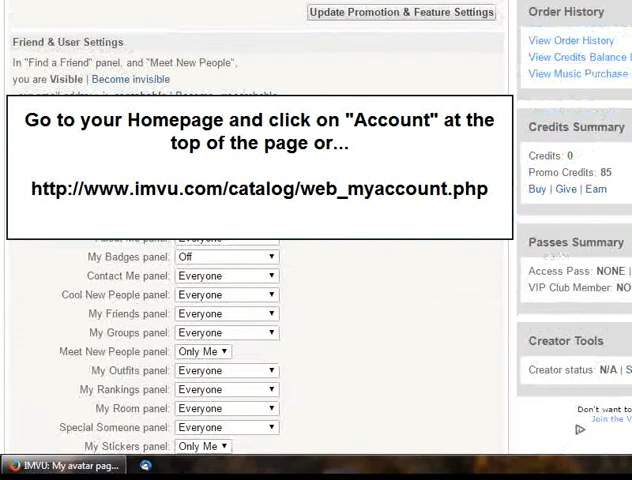 Update Promotion & Feature Settings
Friend & User Settings
In "Find a Friend" panel, and "Meet New People",
you are Visible | Become invisible
Go to your Homepage and click on "Account" at the
top of the page or...
http://www.imvu.com/catalog/web_myaccount.php
My Badges panel: Off
Contact Me panel: Everyone
Cool New People panel: Everyone
My Friends panel: Everyone
My Groups panel: Everyone
Meet New People panel: Only Me
My Outfits panel: Everyone
My Rankings panel: Everyone
My Room panel: Everyone
Special Someone panel: Everyone
My Stickers panel: Only Me
Order History
View Order History
View Credits Balance
View Music Purchase
Credits Summary
Credits: 0
Promo Credits: 85
Buy | Give | Earn
Passes Summary
Access Pass: NONE |
VIP Club Member: NO
Creator Tools
Creator status: N/A | S
Don't want to
Join the V
IMVU: My avatar pag...